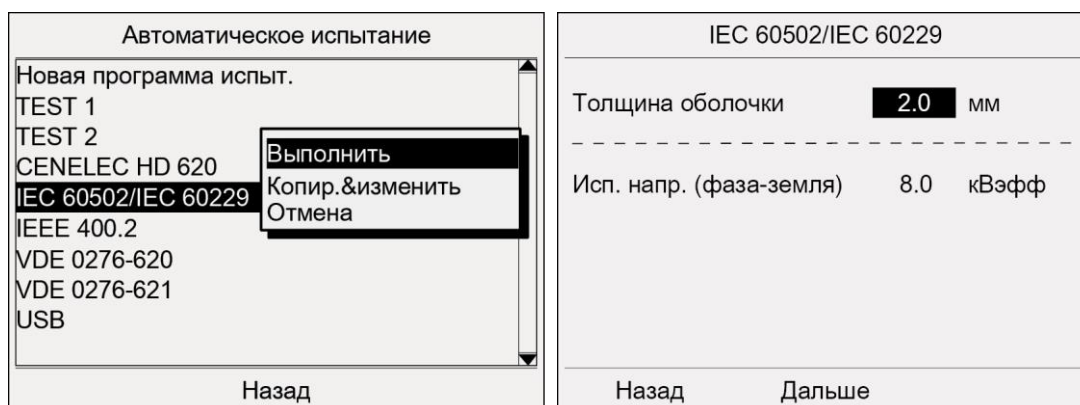 Автоматическое испытание
Новая программа испыт.
TEST 1
TEST 2
CENELEC HD 620
IEC 60502/IEC 60229
IEEE 400.2
VDE 0276-620
VDE 0276-621
USB
Выполнить
Копир.&изменить
Отмена
Назад
IEC 60502/IEC 60229
Толщина оболочки 2.0 мм
Исп. напр. (фаза-земля) 8.0 кВэфф
Назад Дальше